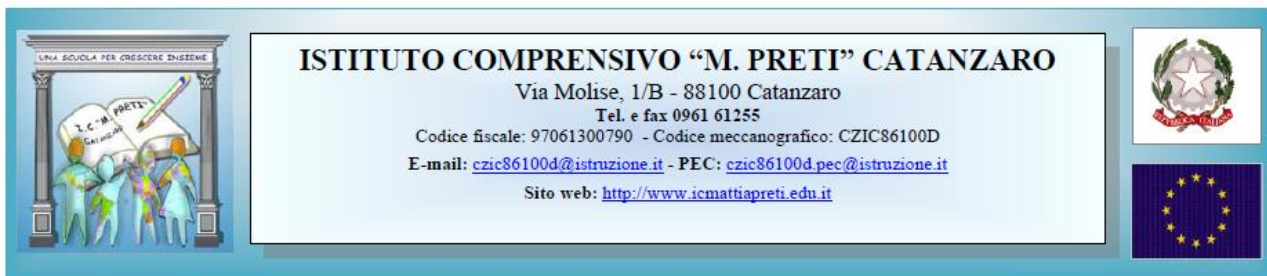 UNA SCUOLA PER CRESCERE INSIEME
I.C. "M. PRETI"
CATANZARO
ISTITUTO COMPRENSIVO “M. PRETI” CATANZARO
Via Molise, 1/B - 88100 Catanzaro
Tel. e fax 0961 61255
Codice fiscale: 97061300790 - Codice meccanografico: CZIC86100D
E-mail: czic86100d@istruzione.it - PEC: czic86100d.pec@istruzione.it
Sito web: http://www.icmattiapreti.edu.it
REPVBBLICA ITALIANA